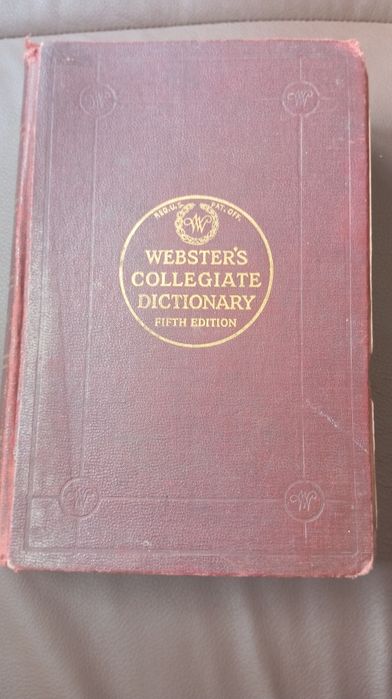 REG. U.S. PAT. OFF.
W
WEBSTER'S
COLLEGIATE
DICTIONARY
FIFTH EDITION
W
W
W
W